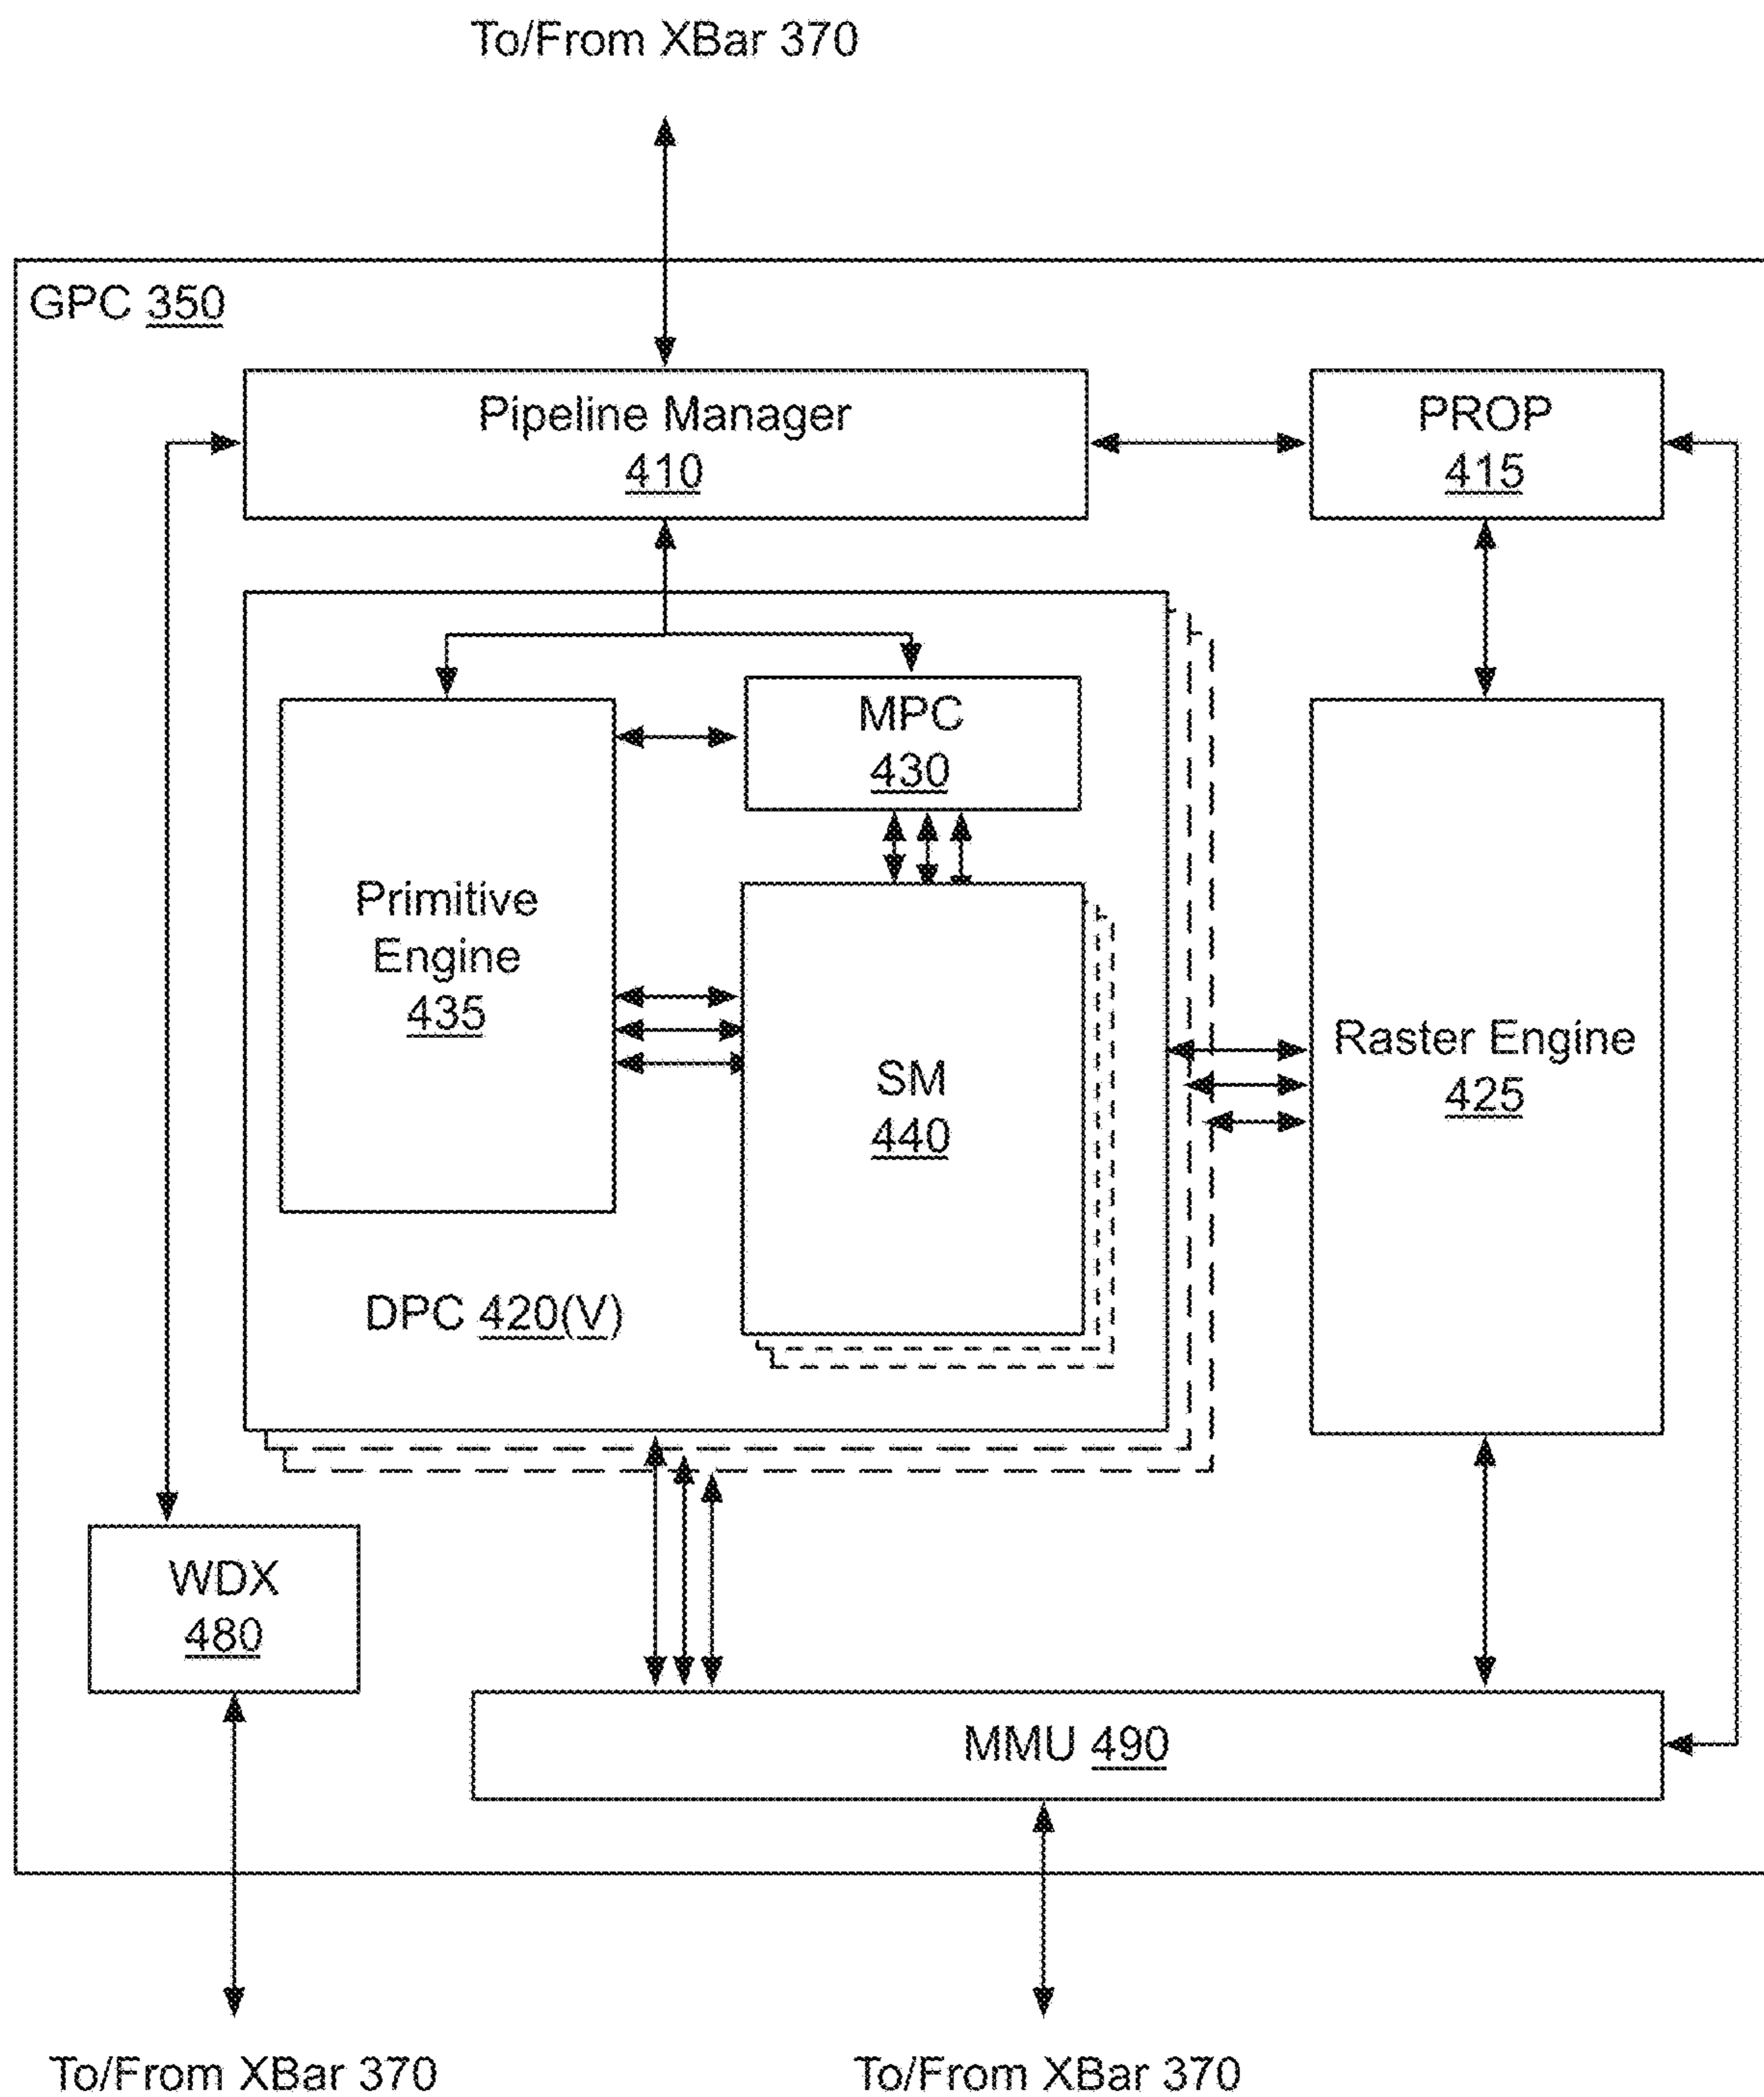 To/From XBar 370
GPC 350
Pipeline Manager
410
PROP
415
MPC
430
Primitive
Engine
435
SM
440
Raster Engine
425
DPC 420(V)
WDX
480
MMU 490
To/From XBar 370
To/From XBar 370